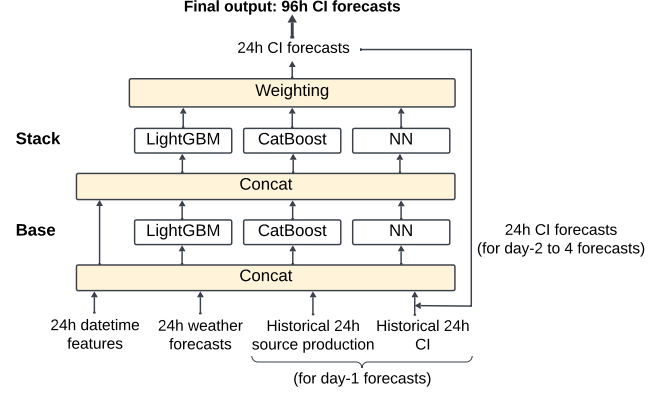 Final output: 96h CI forecasts
24h CI forecasts
Weighting
Stack
LightGBM
CatBoost
NN
Concat
Base
LightGBM
CatBoost
NN
24h CI forecasts
(for day-2 to 4 forecasts)
Concat
24h datetime
features
24h weather
forecasts
Historical 24h
source production
Historical 24h
CI
(for day-1 forecasts)